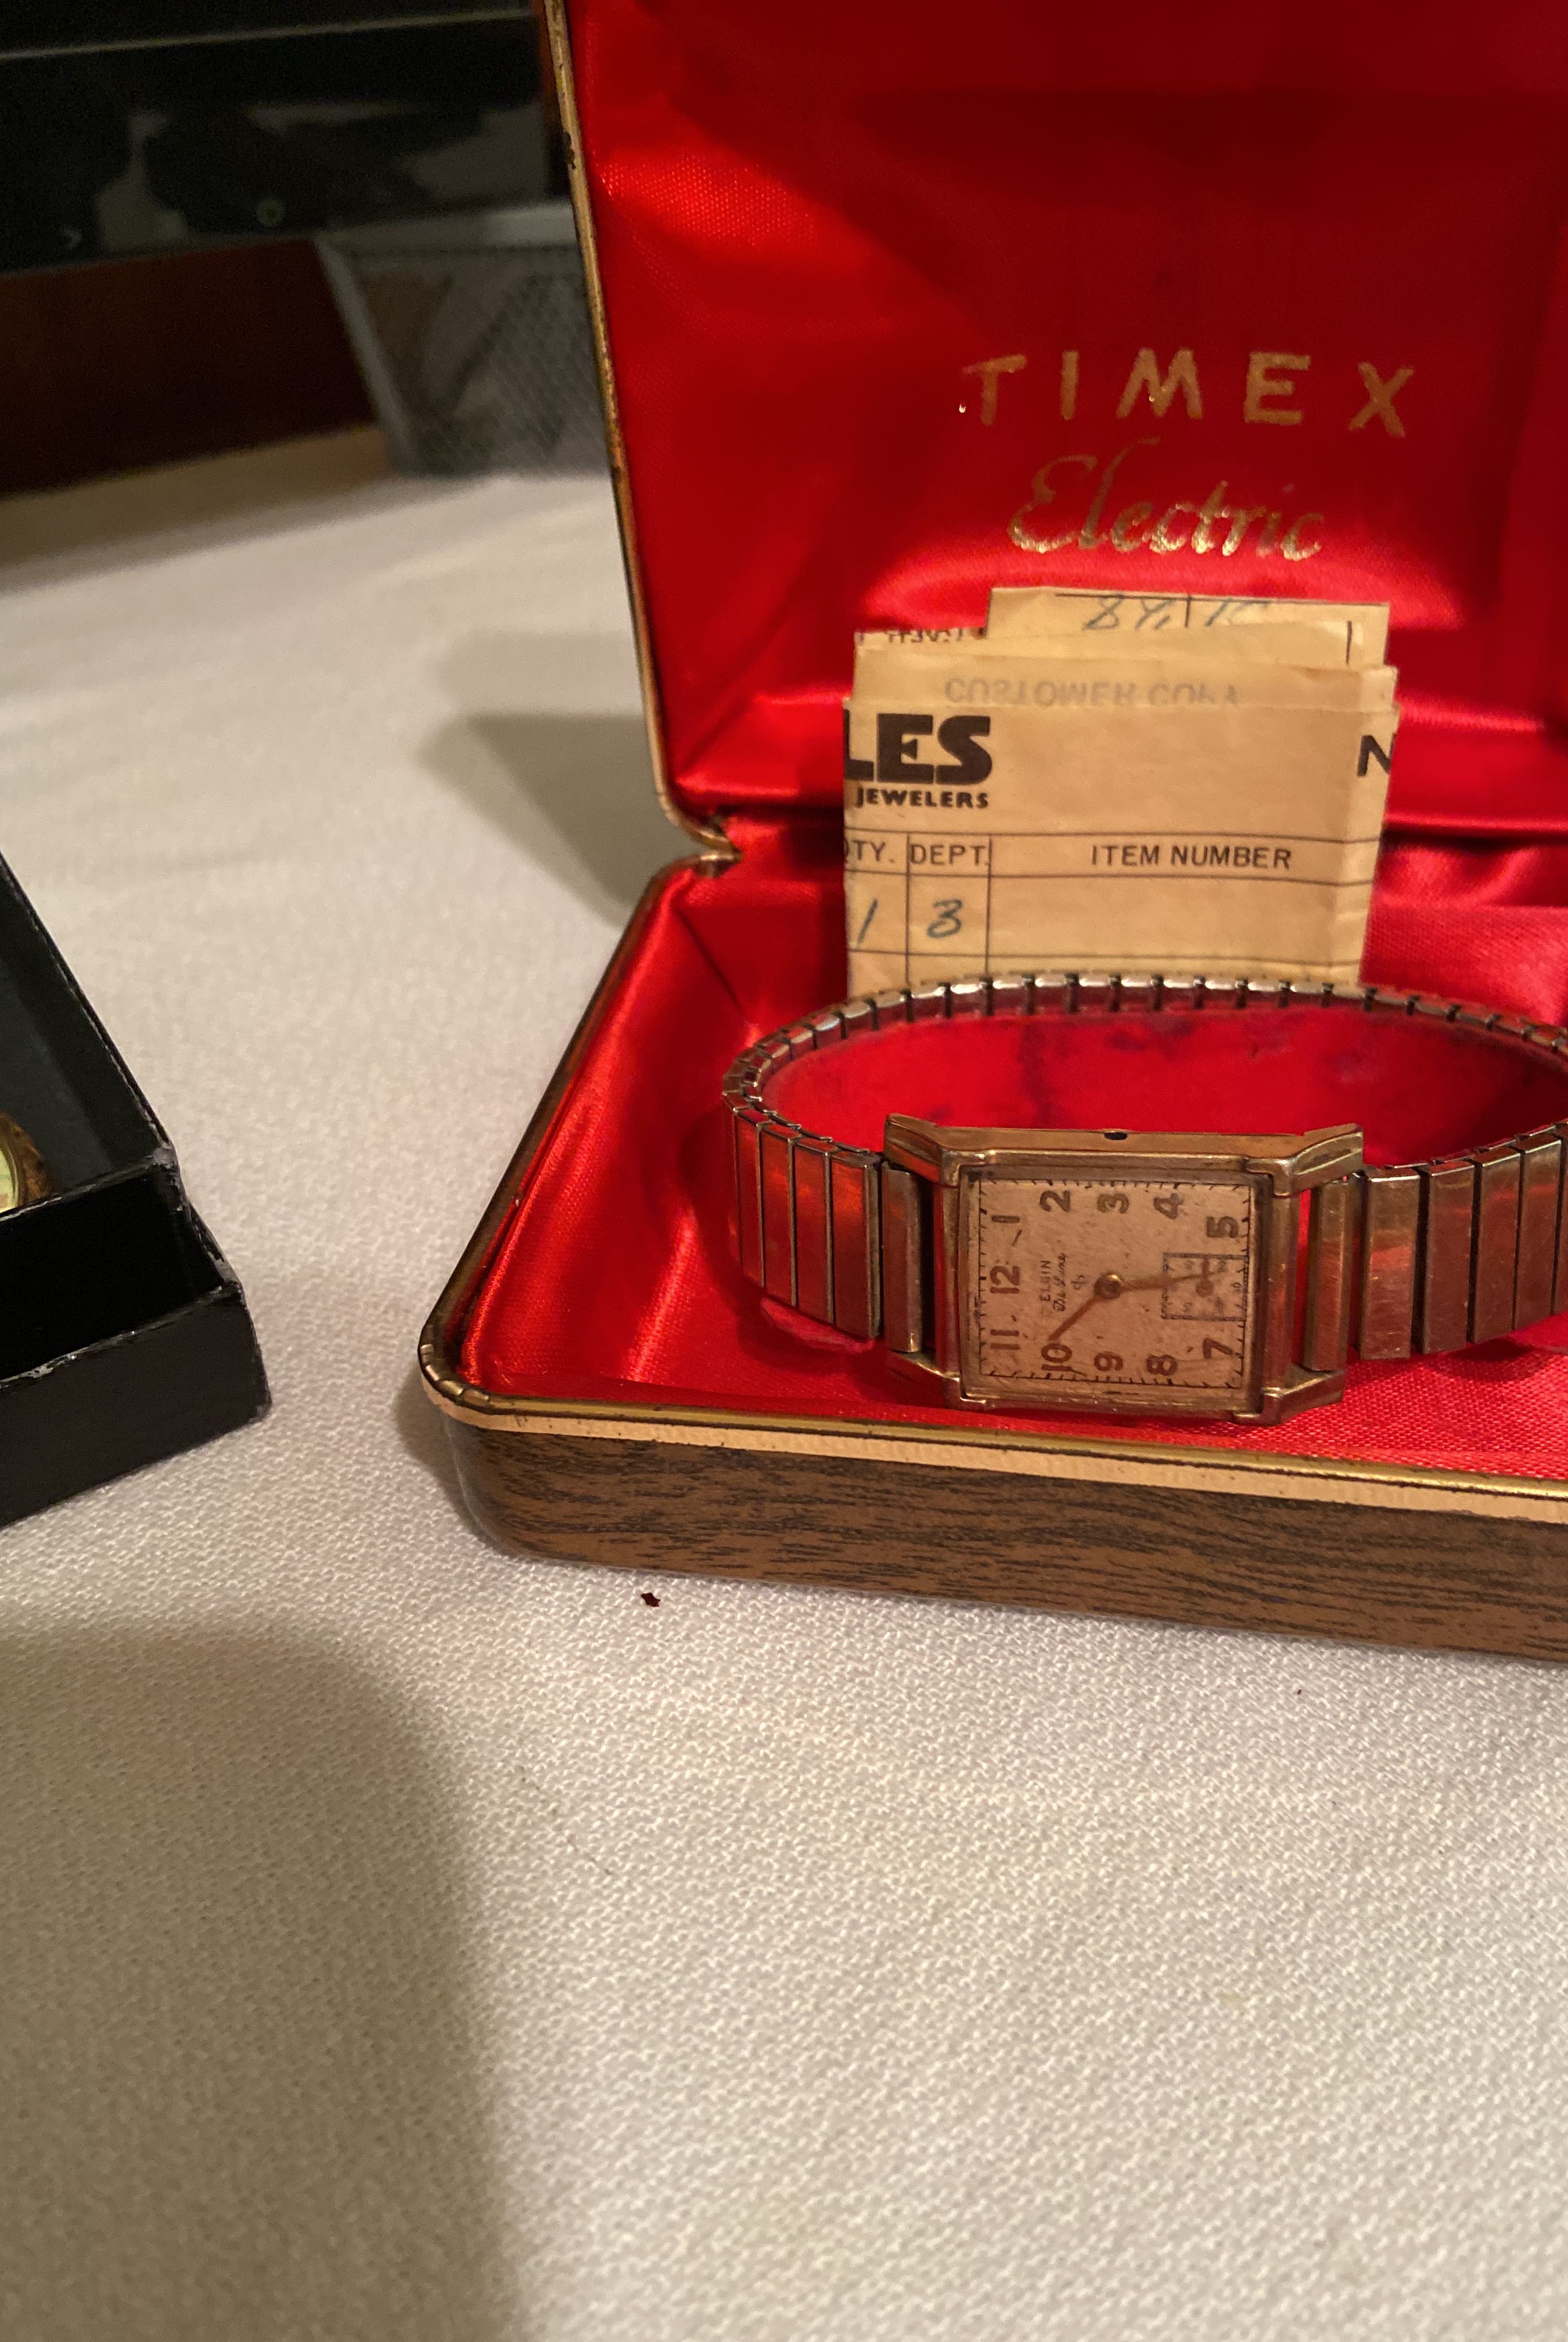 TIMEX
Electric
CUSTOMER COPY
LES N
JEWELERS
QTY. DEPT. ITEM NUMBER
1 3
1 2 3 4 5
12 ELGIN
De Luxe
11 10 9 8 7